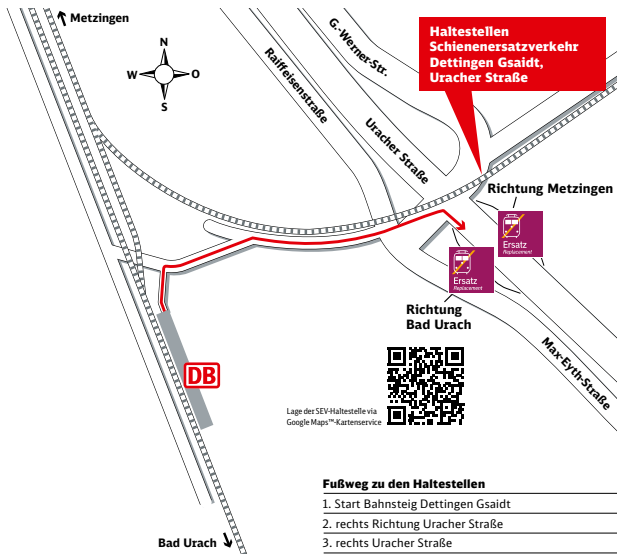 Metzingen
N
W
O
S
Raiffeisenstraße
G.-Werner-Str.
Uracher Straße
Haltestellen
Schienenersatzverkehr
Dettingen Gsaidt,
Uracher Straße
Richtung Metzingen
Ersatz
Replacement
Ersatz
Replacement
Richtung
Bad Urach
Max-Eyth-Straße
DB
Lage der SEV-Haltestelle via
Google Maps™-Kartenservice
Bad Urach
Fußweg zu den Haltestellen
1. Start Bahnsteig Dettingen Gsaidt
2. rechts Richtung Uracher Straße
3. rechts Uracher Straße